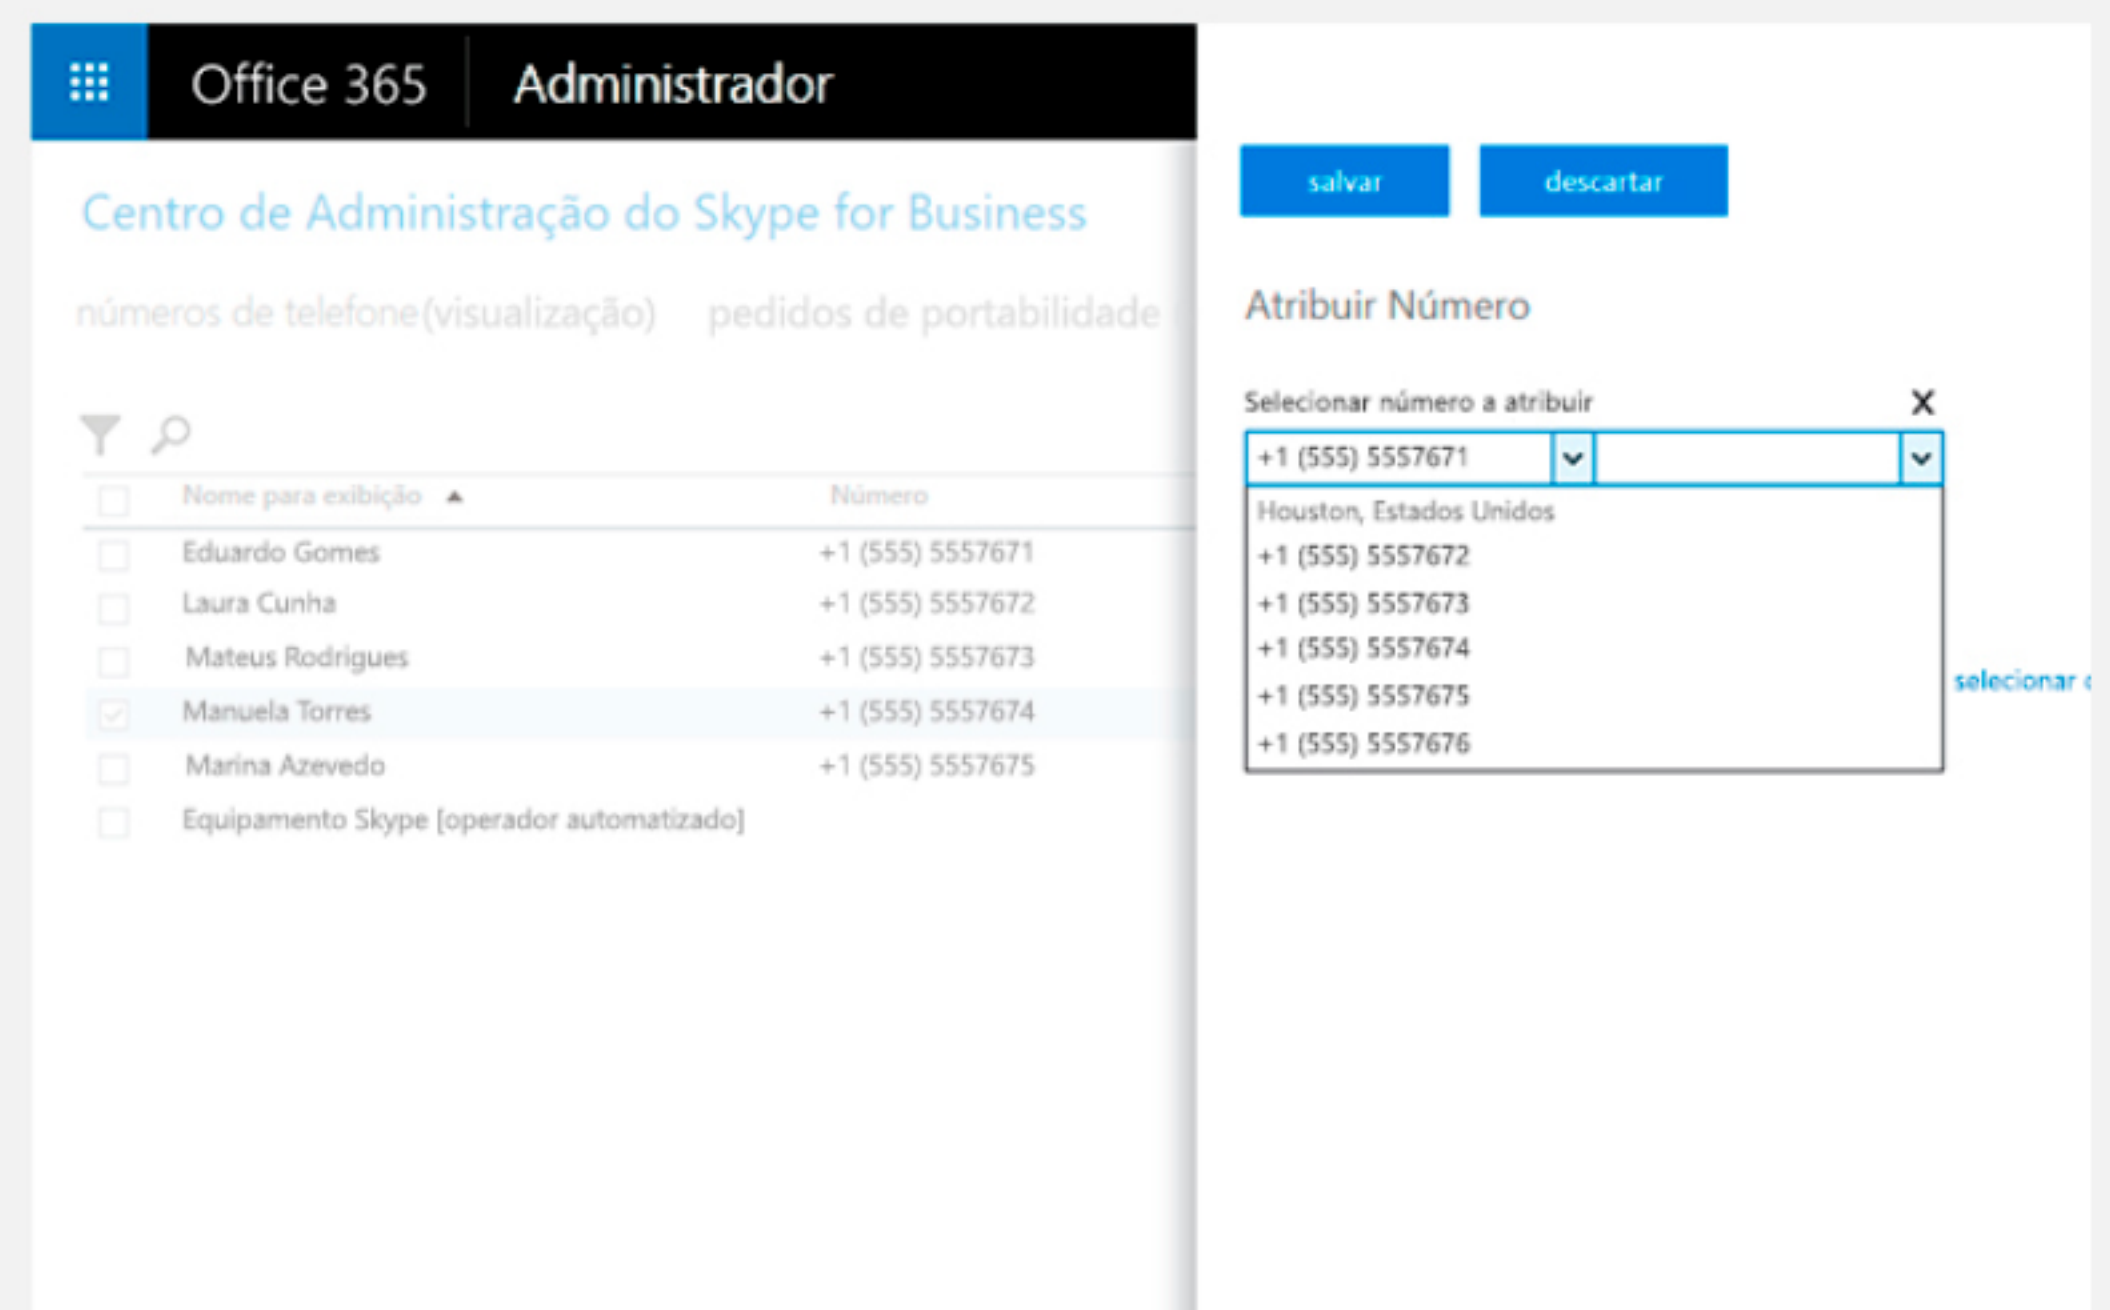 Office 365 Administrador
Centro de Administração do Skype for Business
números de telefone(visualização) pedidos de portabilidade
Nome para exibição Número
Eduardo Gomes +1 (555) 5557671
Laura Cunha +1 (555) 5557672
Mateus Rodrigues +1 (555) 5557673
Manuela Torres +1 (555) 5557674
Marina Azevedo +1 (555) 5557675
Equipamento Skype [operador automatizado]
salvar descartar
Atribuir Número
Selecionar número a atribuir X
+1 (555) 5557671
Houston, Estados Unidos
+1 (555) 5557672
+1 (555) 5557673
+1 (555) 5557674
+1 (555) 5557675
+1 (555) 5557676
selecionar